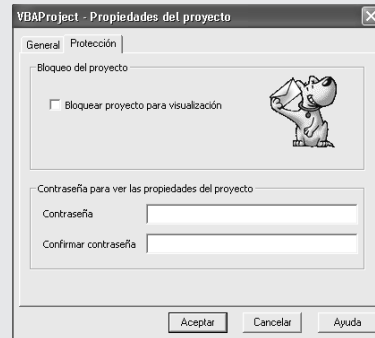 VBAProject - Propiedades del proyecto
General Protección
Bloqueo del proyecto
Bloquear proyecto para visualización
Contraseña para ver las propiedades del proyecto
Contraseña
Confirmar contraseña
Aceptar Cancelar Ayuda